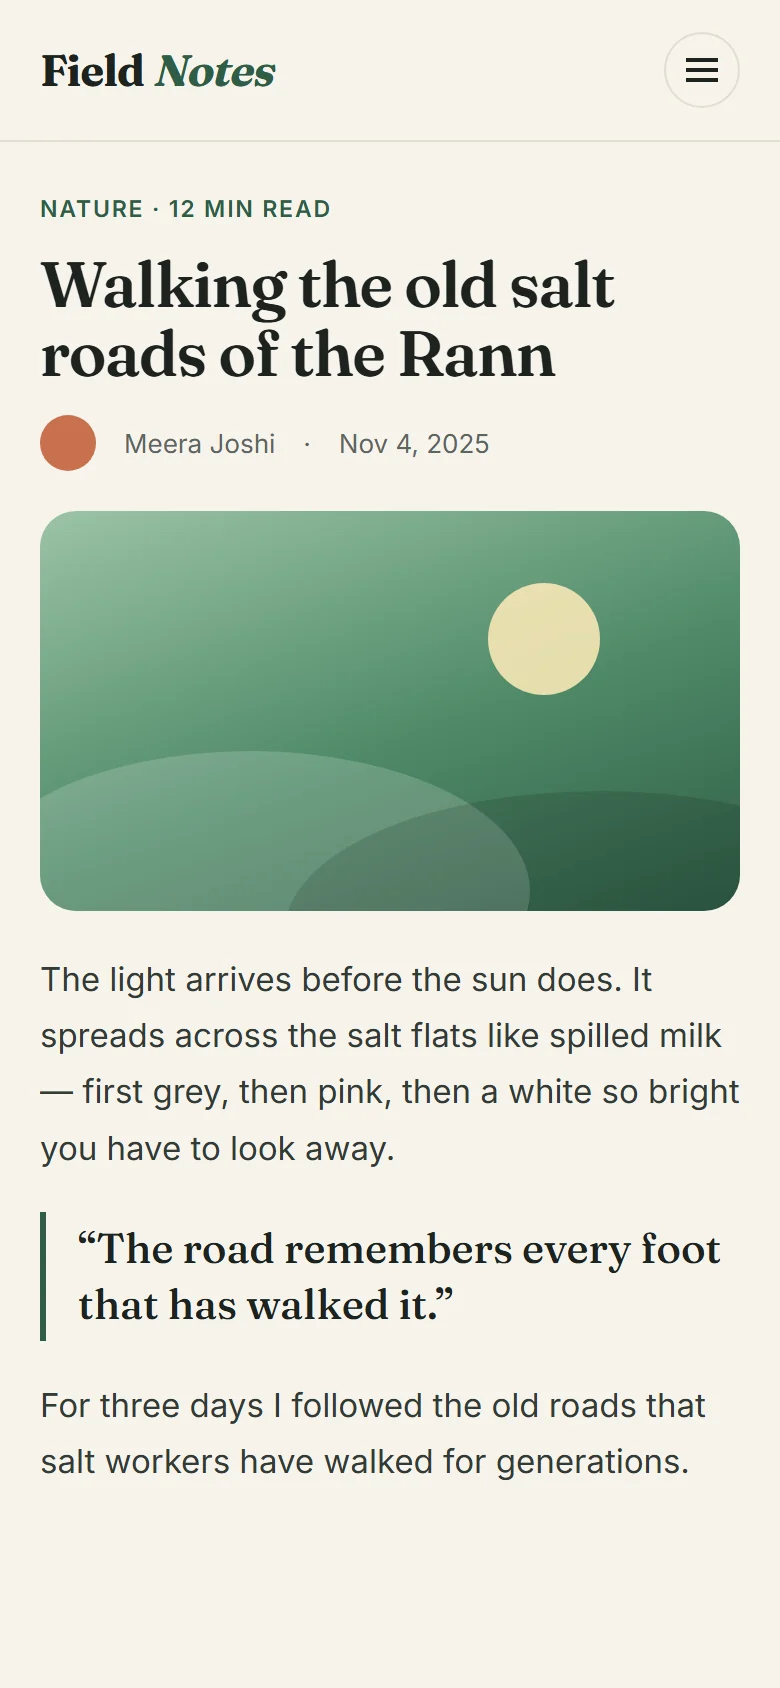 Field Notes
NATURE · 12 MIN READ
Walking the old salt
roads of the Rann
Meera Joshi · Nov 4, 2025
The light arrives before the sun does. It
spreads across the salt flats like spilled milk
— first grey, then pink, then a white so bright
you have to look away.
“The road remembers every foot
that has walked it.”
For three days I followed the old roads that
salt workers have walked for generations.